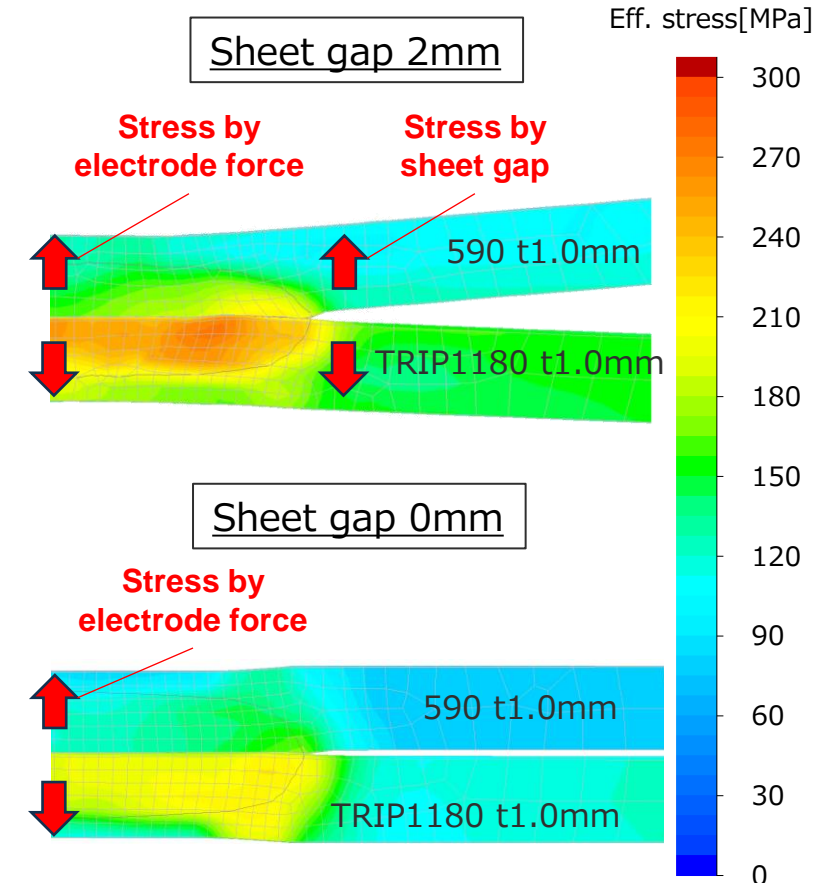 Eff. stress[MPa]
Sheet gap 2mm
Stress by
electrode force
Stress by
sheet gap
590 t1.0mm
TRIP1180 t1.0mm
Sheet gap 0mm
Stress by
electrode force
590 t1.0mm
TRIP1180 t1.0mm
300
270
240
210
180
150
120
90
60
30
0